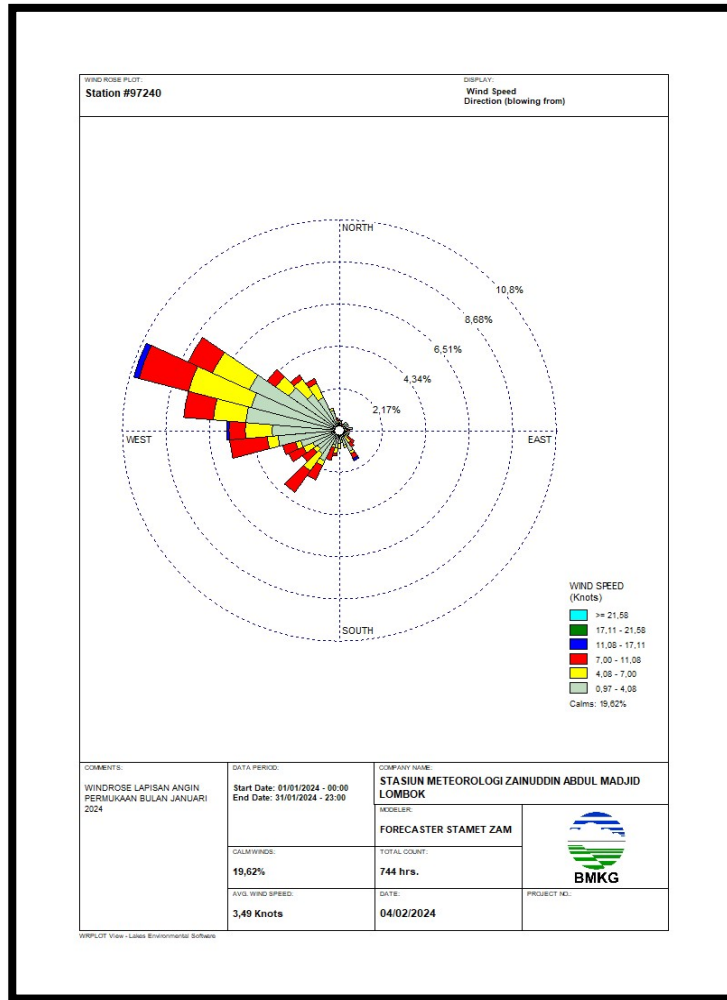 WIND ROSE PLOT:
Station #97240
DISPLAY:
Wind Speed
Direction (blowing from)
NORTH
10,8%
8,68%
6,51%
4,34%
2,17%
WEST
EAST
SOUTH
WIND SPEED
(Knots)
>= 21,58
17,11 - 21,58
11,08 - 17,11
7,00 - 11,08
4,08 - 7,00
0,97 - 4,08
Calms: 19,62%
COMMENTS:
WINDROSE LAPISAN ANGIN
PERMUKAAN BULAN JANUARI
2024
DATA PERIOD:
Start Date: 01/01/2024 - 00:00
End Date: 31/01/2024 - 23:00
COMPANY NAME:
STASIUN METEOROLOGI ZAINUDDIN ABDUL MADJID
LOMBOK
MODELER:
FORECASTER STAMET ZAM
CALM WINDS:
19,62%
TOTAL COUNT:
744 hrs.
BMKG
AVG. WIND SPEED:
3,49 Knots
DATE:
04/02/2024
PROJECT NO.:
WRPLOT View - Lakes Environmental Software